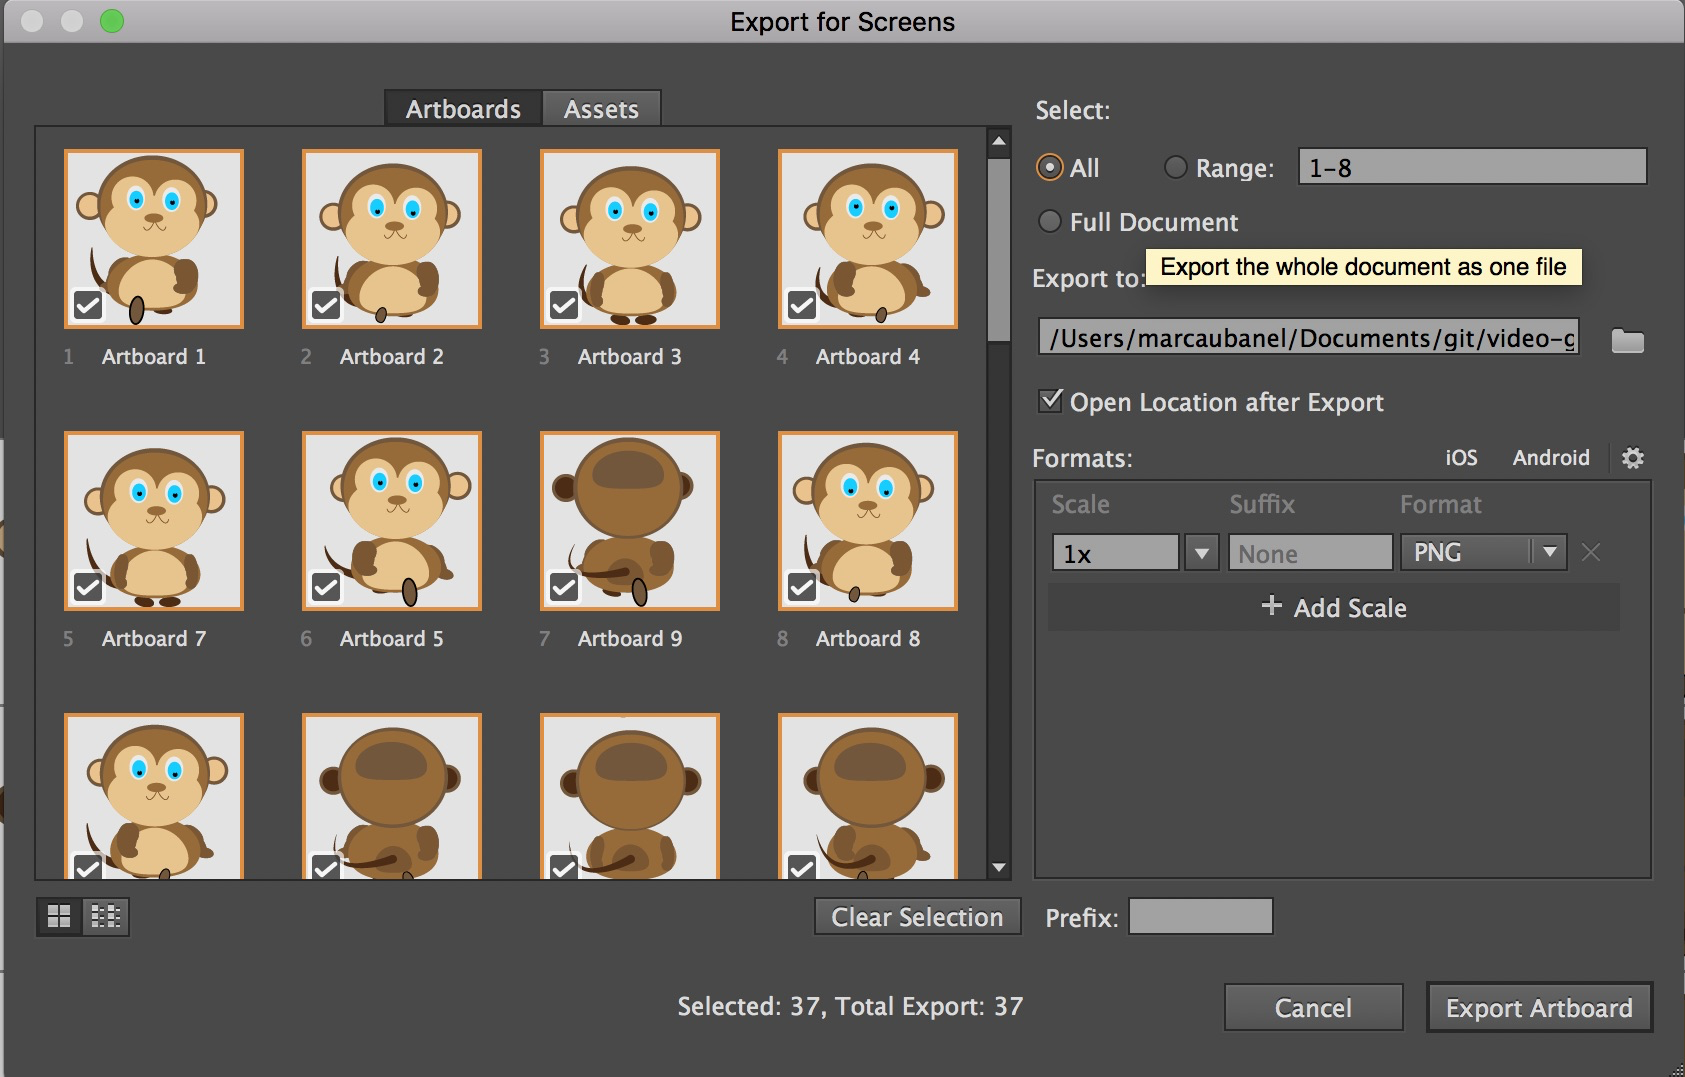 Export for Screens
Artboards
Assets
1 Artboard 1
2 Artboard 2
3 Artboard 3
4 Artboard 4
5 Artboard 7
6 Artboard 5
7 Artboard 9
8 Artboard 8
Clear Selection
Selected: 37, Total Export: 37
Select:
All
Range:
1-8
Full Document
Export the whole document as one file
Export to:
/Users/marcaubanel/Documents/git/video-g
Open Location after Export
Formats:
iOS
Android
Scale
Suffix
Format
1x
None
PNG
+ Add Scale
Prefix:
Cancel
Export Artboard